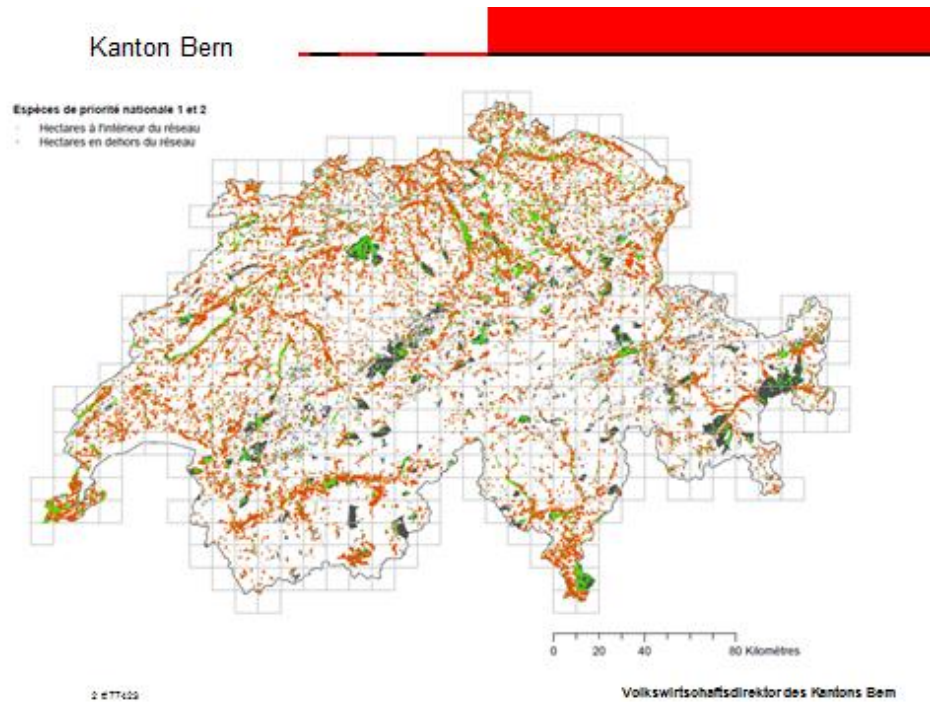 Kanton Bern
Espèces de priorité nationale 1 et 2
Hectares à l'intérieur du réseau
Hectares en dehors du réseau
0 20 40 80 Kilomètres
Volkswirtschaftsdirektor des Kantons Bern